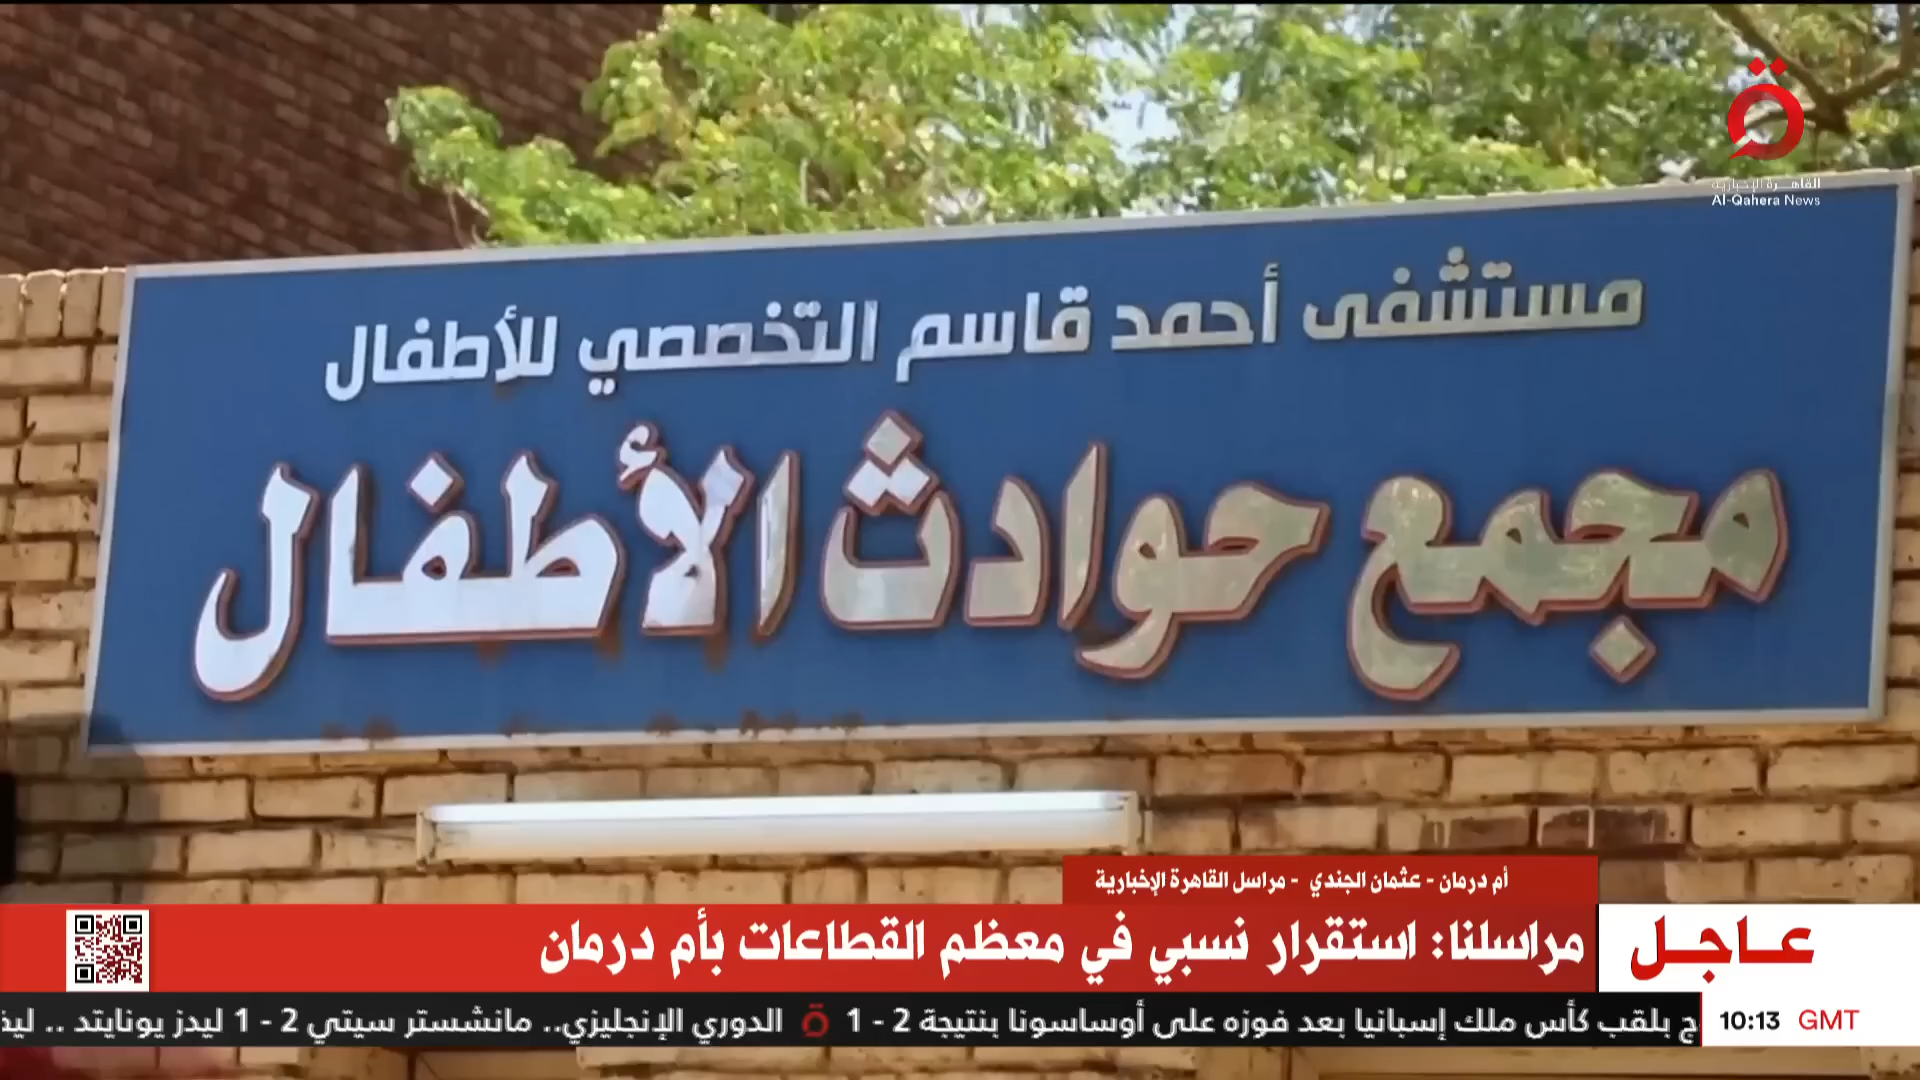 القاهرة الإخبارية
Al-Qahera News
مستشفى أحمد قاسم التخصصي للأطفال
مجمع حوادث الأطفال
أم درمان - عثمان الجندي - مراسل القاهرة الإخبارية
عاجل
مراسلنا: استقرار نسبي في معظم القطاعات بأم درمان
بلقب كأس ملك إسبانيا بعد فوزه على أوساسونا بنتيجة 2 - 1 الدوري الإنجليزي.. مانشستر سيتي 2 - 1 ليدز يونايتد ..
10:13 GMT